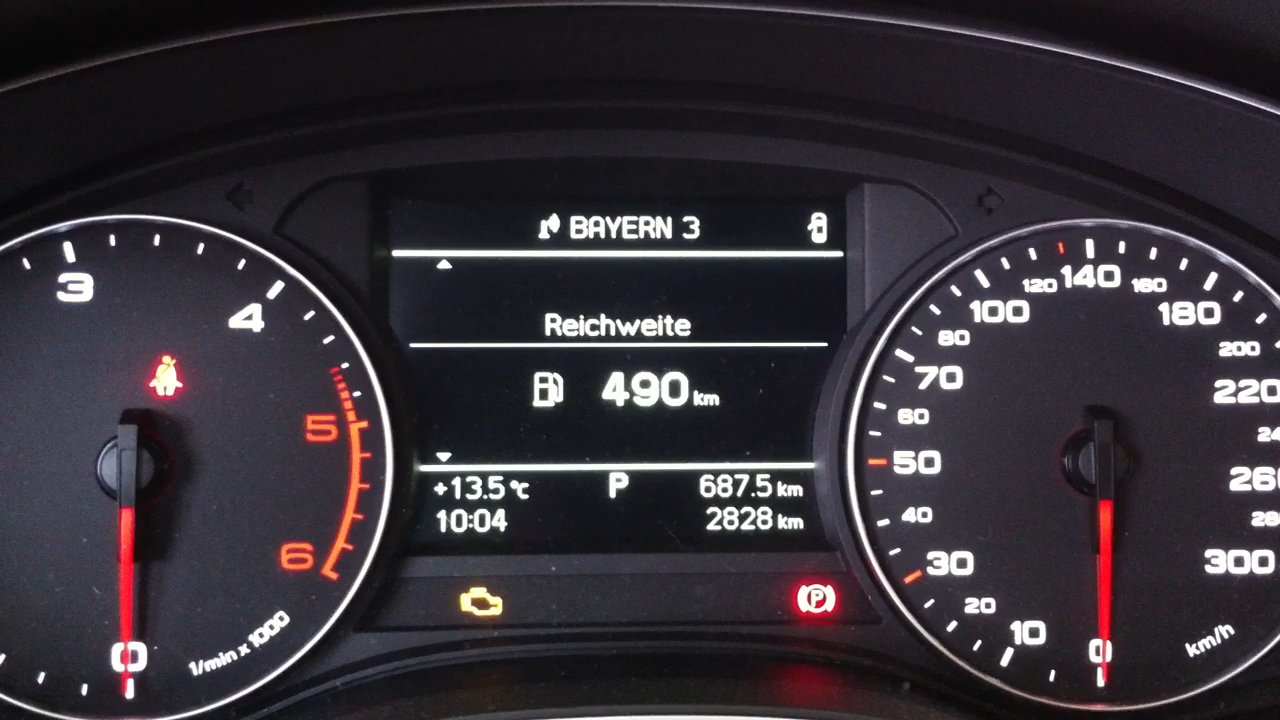 BAYERN 3
Reichweite
490 km
+13.5 °C P 687.5 km
10:04 2828 km
3
4
5
6
0
1/min x 1000
P
0
10
20
30
40
50
60
70
80
100
120
140
160
180
200
220
300
km/h